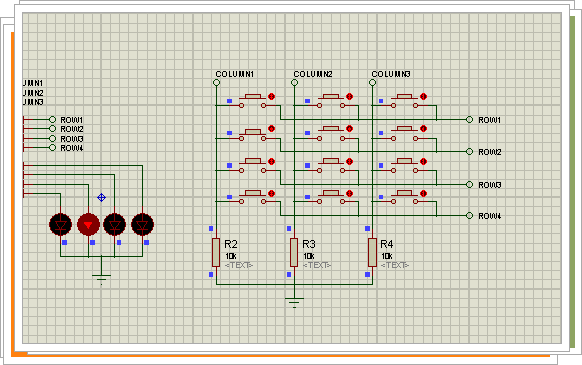 COLUMN1 COLUMN2 COLUMN3
UMN1
UMN2
UMN3
ROW1
ROW2
ROW3
ROW4
ROW1
ROW2
ROW3
ROW4
R2 R3 R4
10k 10k 10k
<TEXT> <TEXT> <TEXT>